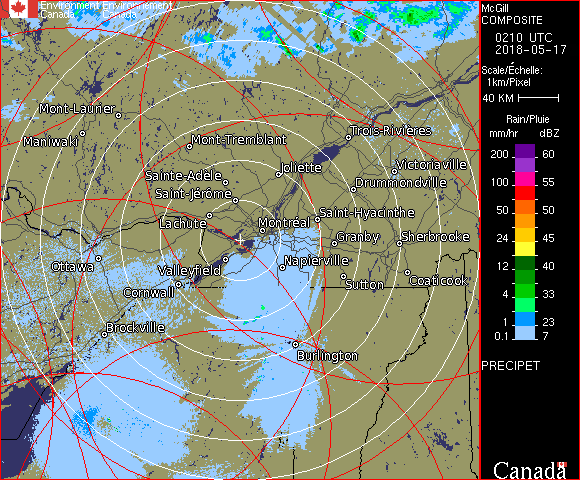 Environment Environnement
Canada Canada
McGill
COMPOSITE
0210 UTC
2018-05-17
Scale/Échelle:
1km/Pixel
40 KM
Rain/Pluie
mm/hr dBZ
200 60
55
100 55
50 50
24 45
12 40
4 33
1 23
0.1 7
PRECIPET
Canada
Mont-Laurier
Maniwaki
Mont-Tremblant
Trois-Rivières
Sainte-Adèle
Joliette
Victoriaville
Saint-Jérôme
Drummondville
Lachute
Montréal
Saint-Hyacinthe
Granby
Sherbrooke
Ottawa
Valleyfield
Napierville
Cornwall
Sutton
Coaticook
Brockville
Burlington